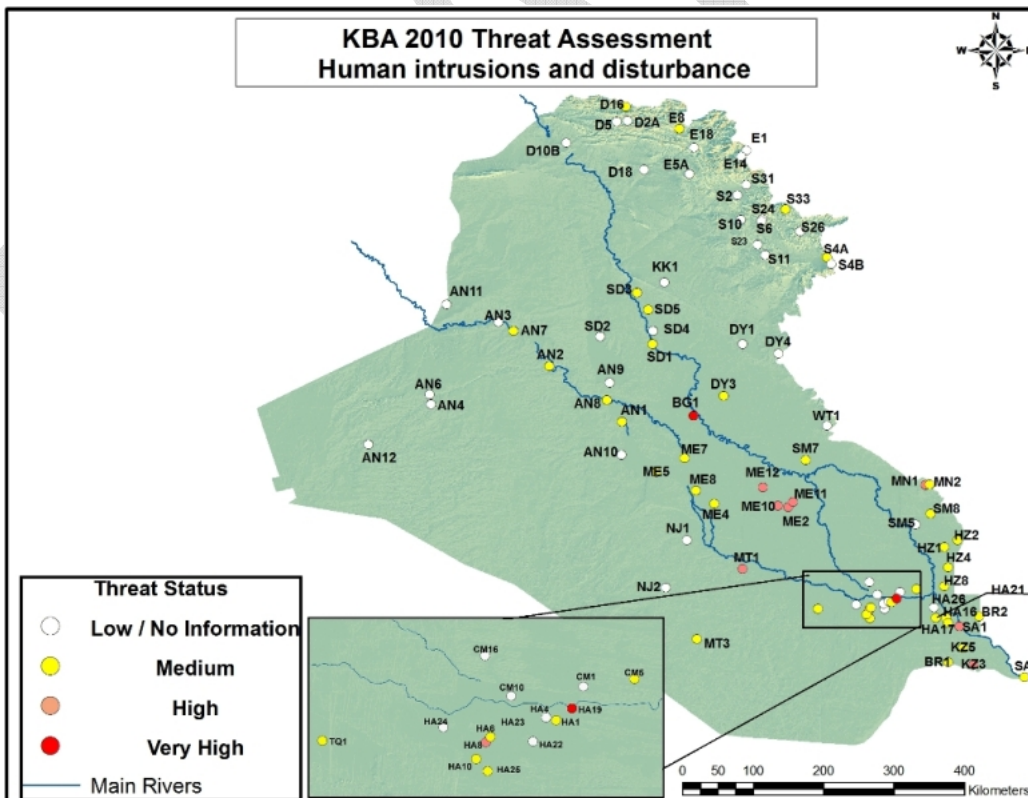 KBA 2010 Threat Assessment
Human intrusions and disturbance
N
W
S
D16
D5
D2A
E8
E18
E1
D10B
E14
D18
E5A
S31
S2
S33
S24
S10
S6
S26
S23
S11
S4A
S4B
KK1
AN11
SD3
SD5
AN3
AN7
SD2
SD4
DY1
DY4
SD1
AN2
AN9
AN6
AN4
AN8
DY3
BG1
AN1
WT1
AN12
AN10
ME7
SM7
ME5
ME8
ME12
ME11
MN1
MN2
ME4
ME10
ME2
SM8
SM5
NJ1
HZ1
HZ2
MT1
HZ4
NJ2
HZ8
HA21
HA26
HA16
BR2
HA17
SA1
MT3
KZ5
BR1
KZ3
SA
Threat Status
Low / No Information
Medium
High
Very High
Main Rivers
CM16
CM1
CM6
CM10
HA4
HA19
HA24
HA23
HA1
HA6
TQ1
HA8
HA22
HA10
HA25
0 50 100 200 300 400
Kilometers